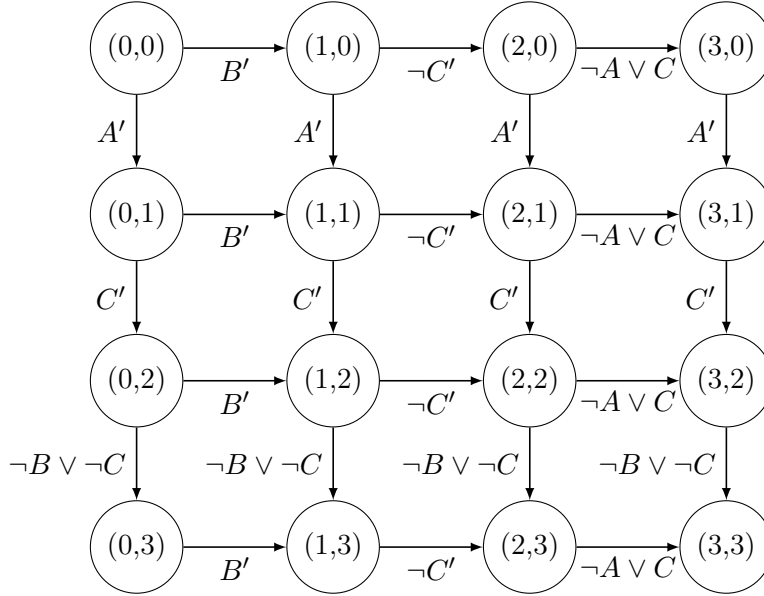 (0,0) B′ (1,0) ¬C′ (2,0) ¬A ∨ C (3,0)
A′ A′ A′ A′
(0,1) B′ (1,1) ¬C′ (2,1) ¬A ∨ C (3,1)
C′ C′ C′ C′
(0,2) B′ (1,2) ¬C′ (2,2) ¬A ∨ C (3,2)
¬B ∨ ¬C ¬B ∨ ¬C ¬B ∨ ¬C ¬B ∨ ¬C
(0,3) B′ (1,3) ¬C′ (2,3) ¬A ∨ C (3,3)